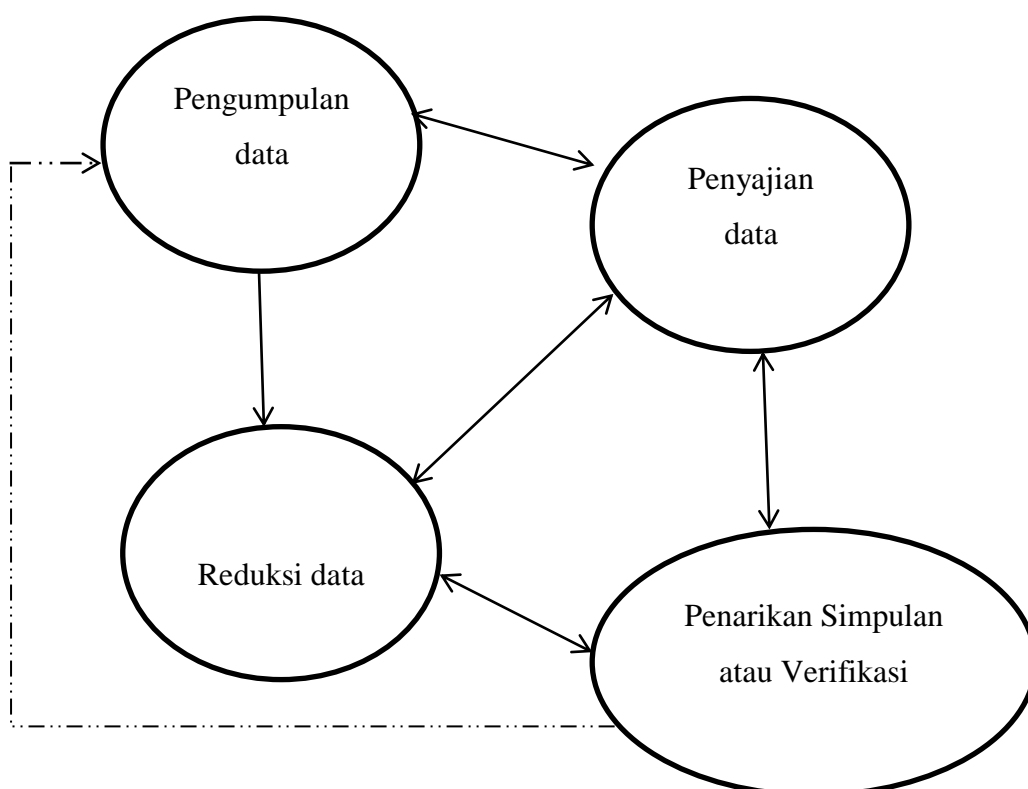 Pengumpulan
data
Penyajian
data
Reduksi data
Penarikan Simpulan
atau Verifikasi